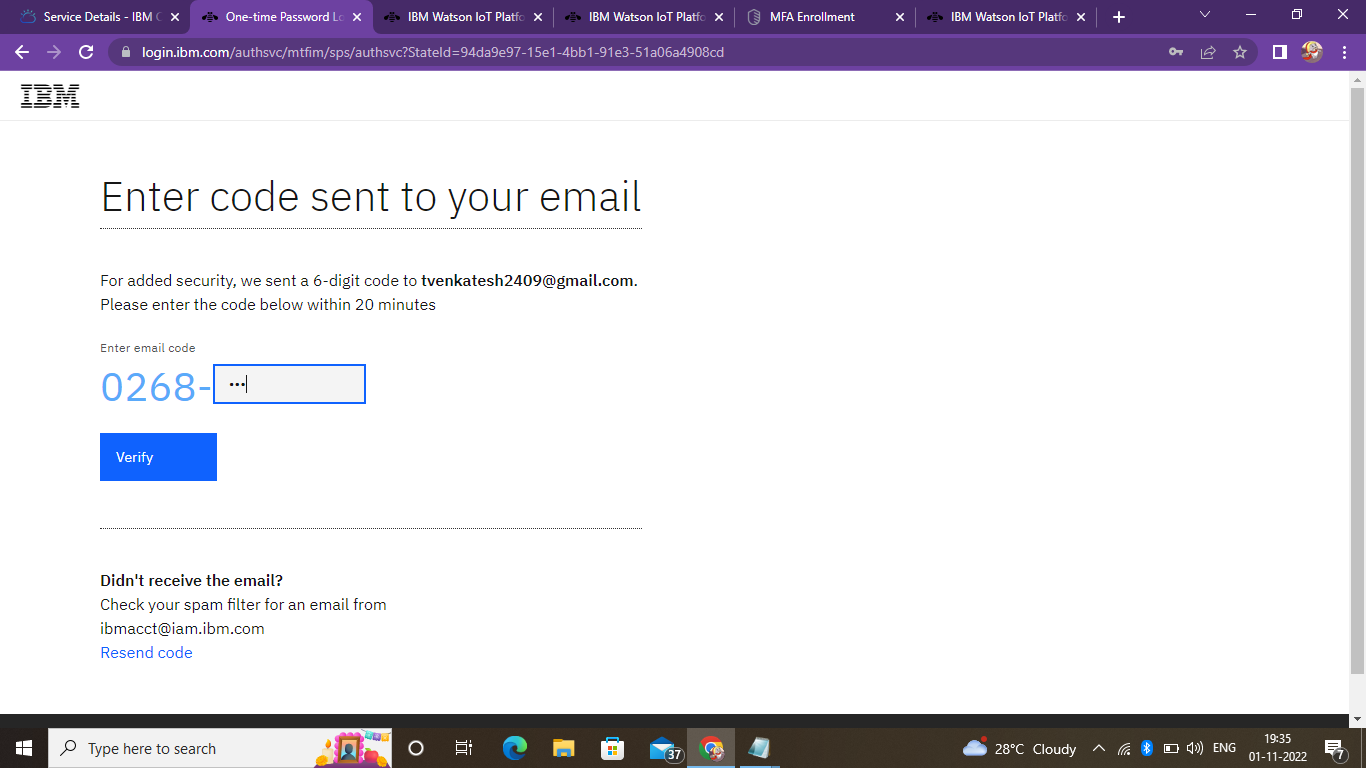 Service Details - IBM C
One-time Password Lo
IBM Watson IoT Platfo
IBM Watson IoT Platfo
MFA Enrollment
IBM Watson IoT Platfo
login.ibm.com/authsvc/mtfim/sps/authsvc?StateId=94da9e97-15e1-4bb1-91e3-51a06a4908cd
IBM
Enter code sent to your email
For added security, we sent a 6-digit code to tvenkatesh2409@gmail.com.
Please enter the code below within 20 minutes
Enter email code
0268-
•••
Verify
Didn't receive the email?
Check your spam filter for an email from
ibmacct@iam.ibm.com
Resend code
Type here to search
37
28°C Cloudy
ENG
19:35
01-11-2022
7